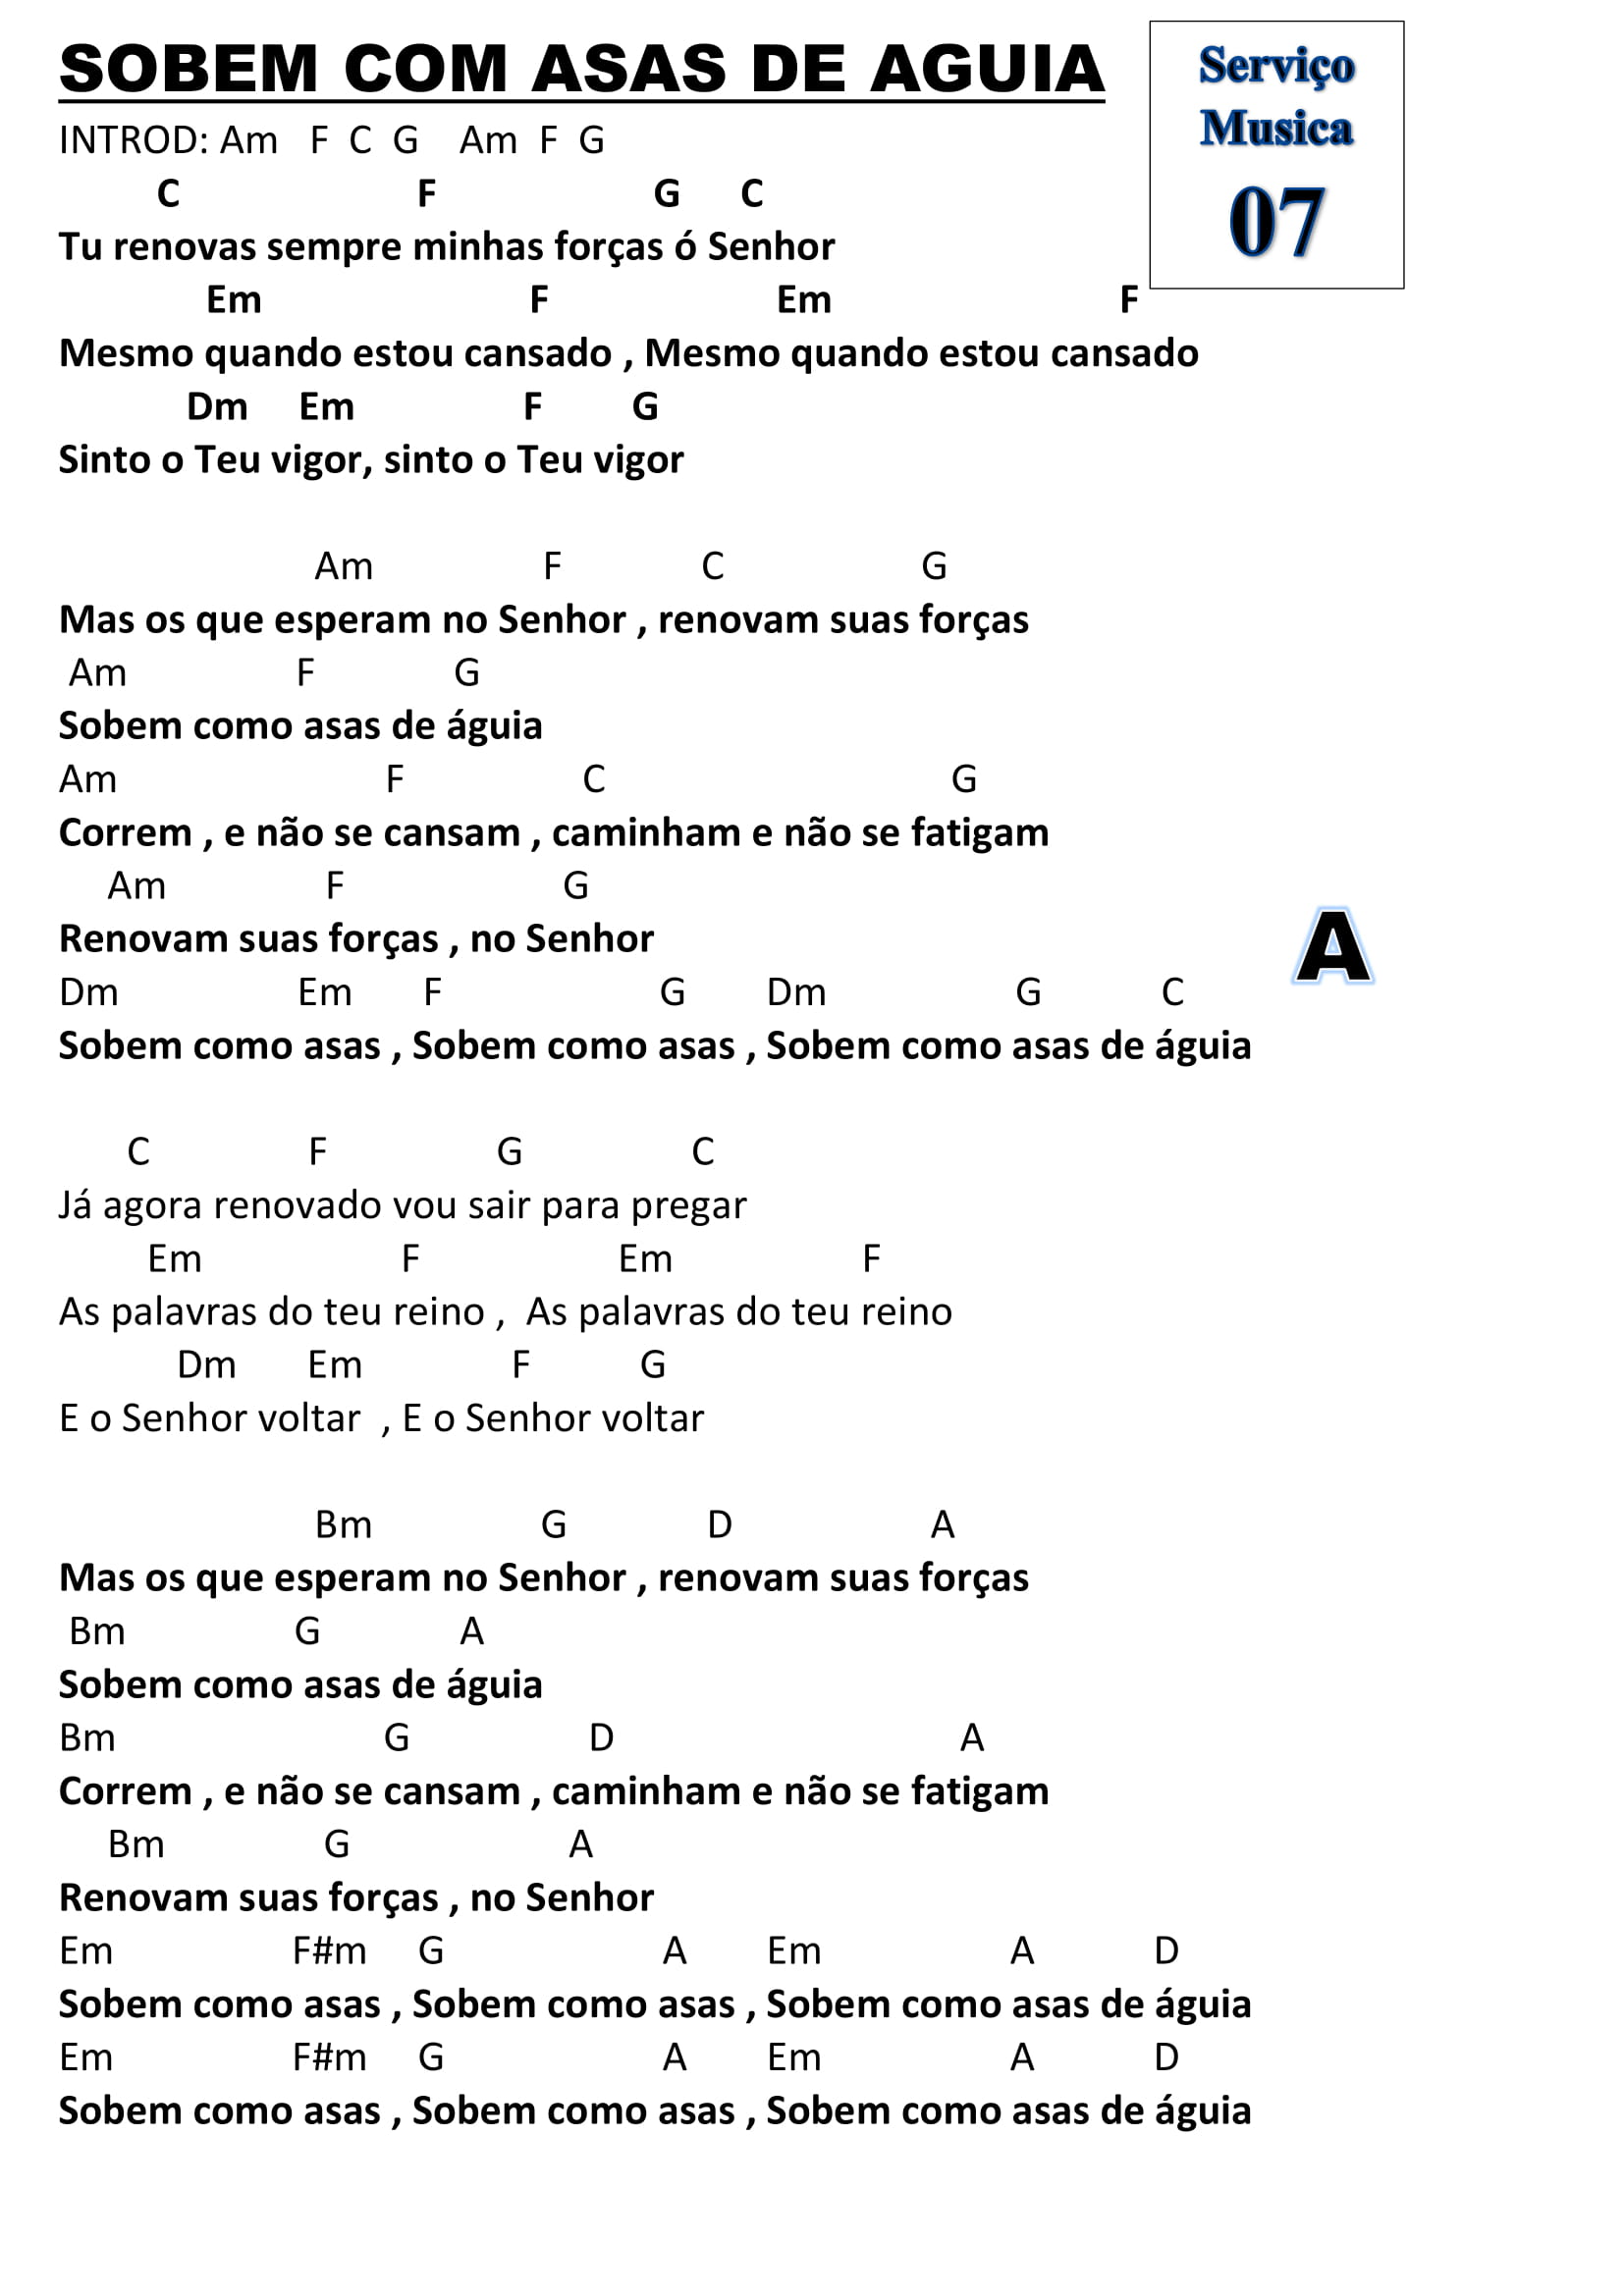 SOBEM COM ASAS DE AGUIA
Serviço
Musica
07
INTROD: Am F C G Am F G
C F G C
Tu renovas sempre minhas forças ó Senhor
Em F Em F
Mesmo quando estou cansado , Mesmo quando estou cansado
Dm Em F G
Sinto o Teu vigor, sinto o Teu vigor
Am F C G
Mas os que esperam no Senhor , renovam suas forças
Am F G
Sobem como asas de águia
Am F C G
Correm , e não se cansam , caminham e não se fatigam
Am F G
Renovam suas forças , no Senhor
A
Dm Em F G Dm G C
Sobem como asas , Sobem como asas , Sobem como asas de águia
C F G C
Já agora renovado vou sair para pregar
Em F Em F
As palavras do teu reino , As palavras do teu reino
Dm Em F G
E o Senhor voltar , E o Senhor voltar
Bm G D A
Mas os que esperam no Senhor , renovam suas forças
Bm G A
Sobem como asas de águia
Bm G D A
Correm , e não se cansam , caminham e não se fatigam
Bm G A
Renovam suas forças , no Senhor
Em F#m G A Em A D
Sobem como asas , Sobem como asas , Sobem como asas de águia
Em F#m G A Em A D
Sobem como asas , Sobem como asas , Sobem como asas de águia